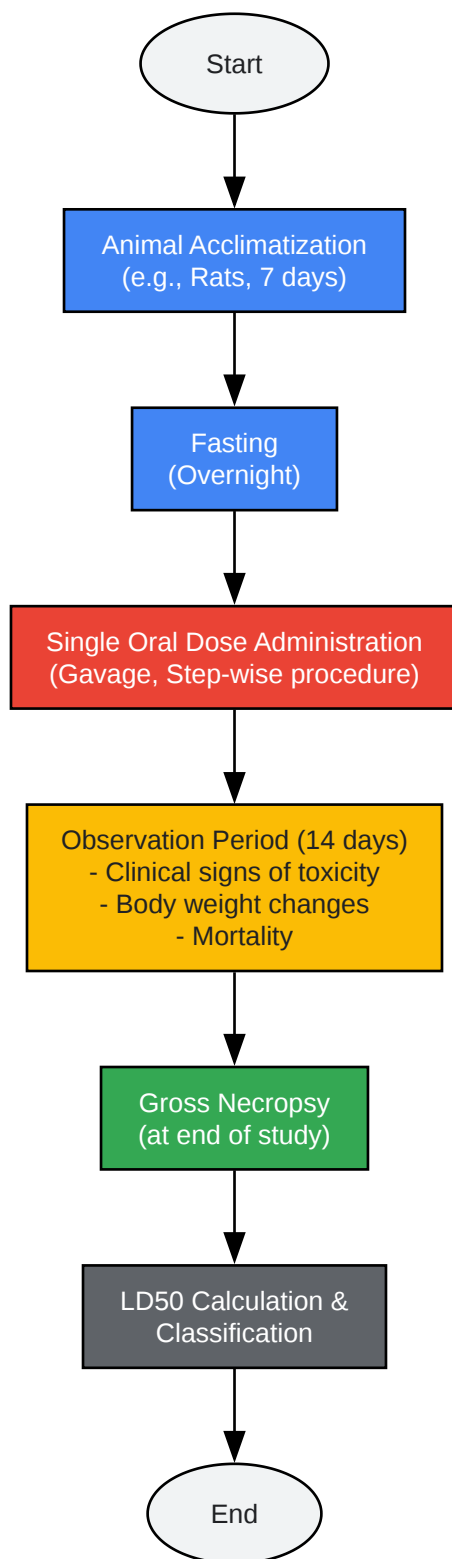 Start
Animal Acclimatization
(e.g., Rats, 7 days)
Fasting
(Overnight)
Single Oral Dose Administration
(Gavage, Step-wise procedure)
Observation Period (14 days)
- Clinical signs of toxicity
- Body weight changes
- Mortality
Gross Necropsy
(at end of study)
LD50 Calculation &
Classification
End